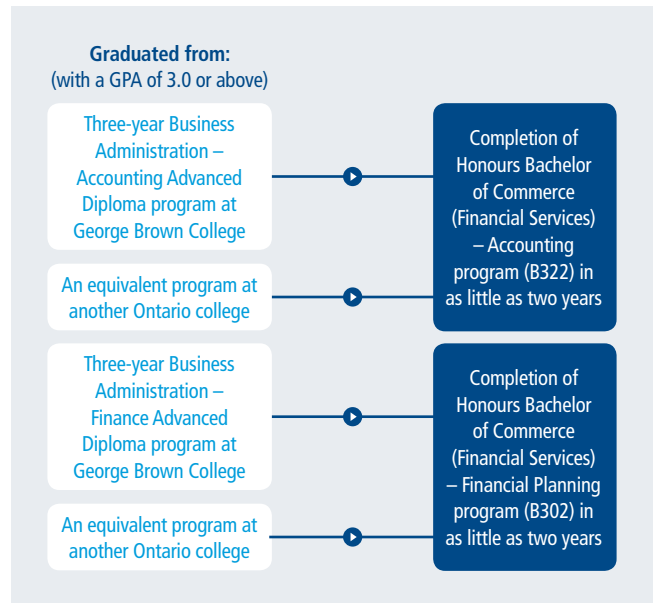 Graduated from:
(with a GPA of 3.0 or above)
Three-year Business
Administration –
Accounting Advanced
Diploma program at
George Brown College
An equivalent program at
another Ontario college
Completion of
Honours Bachelor
of Commerce
(Financial Services)
– Accounting
program (B322) in
as little as two years
Three-year Business
Administration –
Finance Advanced
Diploma program at
George Brown College
An equivalent program at
another Ontario college
Completion of
Honours Bachelor
of Commerce
(Financial Services)
– Financial Planning
program (B302) in
as little as two years